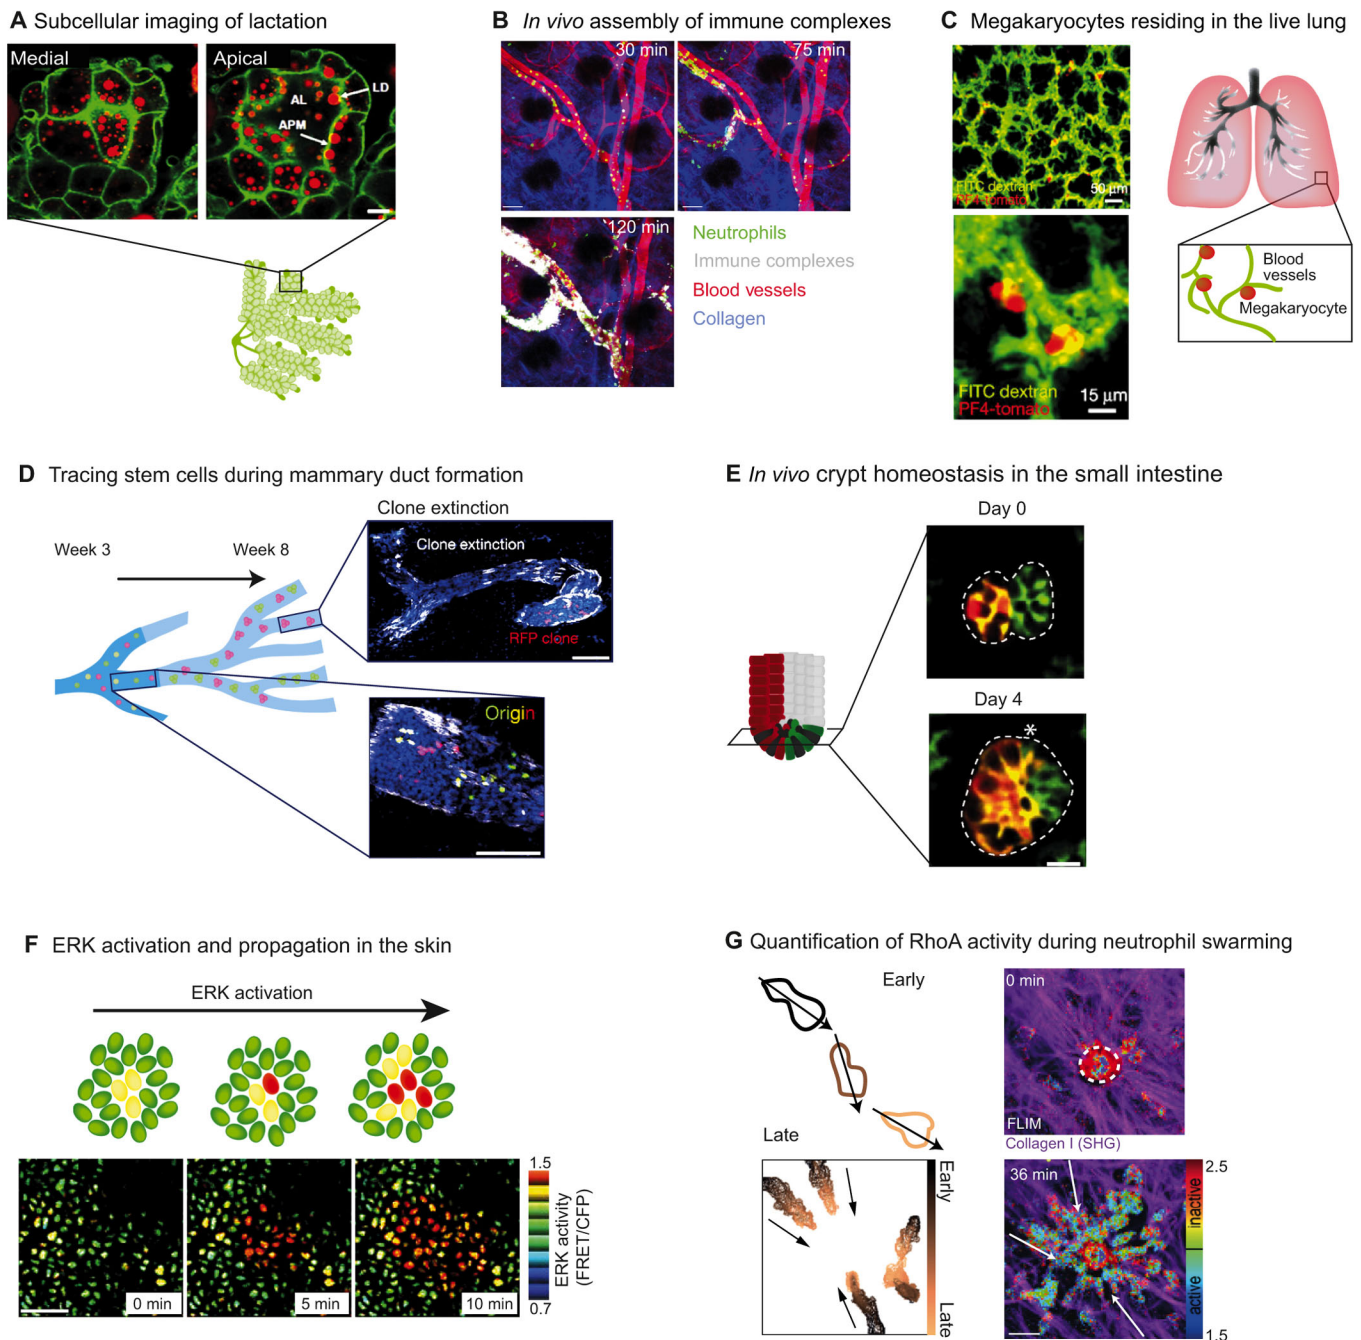 A Subcellular imaging of lactation
Medial
Apical
AL
LD
APM
B In vivo assembly of immune complexes
30 min
75 min
120 min
Neutrophils
Immune complexes
Blood vessels
Collagen
C Megakaryocytes residing in the live lung
FITC dextran
PF4-tomato
50 μm
FITC dextran
PF4-tomato
15 μm
Blood
vessels
Megakaryocyte
D Tracing stem cells during mammary duct formation
Clone extinction
Week 3
Week 8
Clone extinction
RFP clone
Origin
E In vivo crypt homeostasis in the small intestine
Day 0
Day 4
*
F ERK activation and propagation in the skin
ERK activation
0 min
5 min
10 min
1.5
0.7
ERK activity
(FRET/CFP)
G Quantification of RhoA activity during neutrophil swarming
Early
Late
Early
Late
0 min
FLIM
Collagen I (SHG)
36 min
2.5
inactive
active
1.5